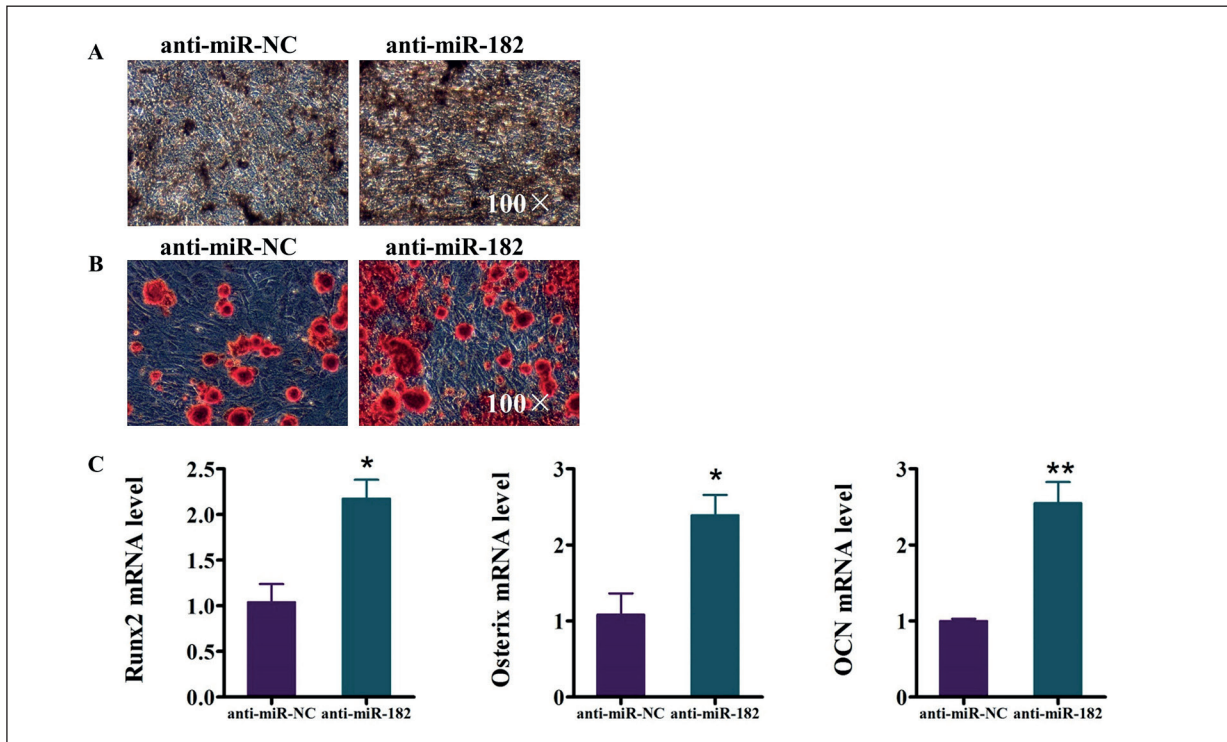 A
anti-miR-NC
anti-miR-182
100×
B
anti-miR-NC
anti-miR-182
100×
C
Runx2 mRNA level
2.5
2.0
1.5
1.0
0.5
0.0
*
anti-miR-NC anti-miR-182
Osterix mRNA level
3
2
1
0
*
anti-miR-NC anti-miR-182
OCN mRNA level
3
2
1
0
**
anti-miR-NC anti-miR-182